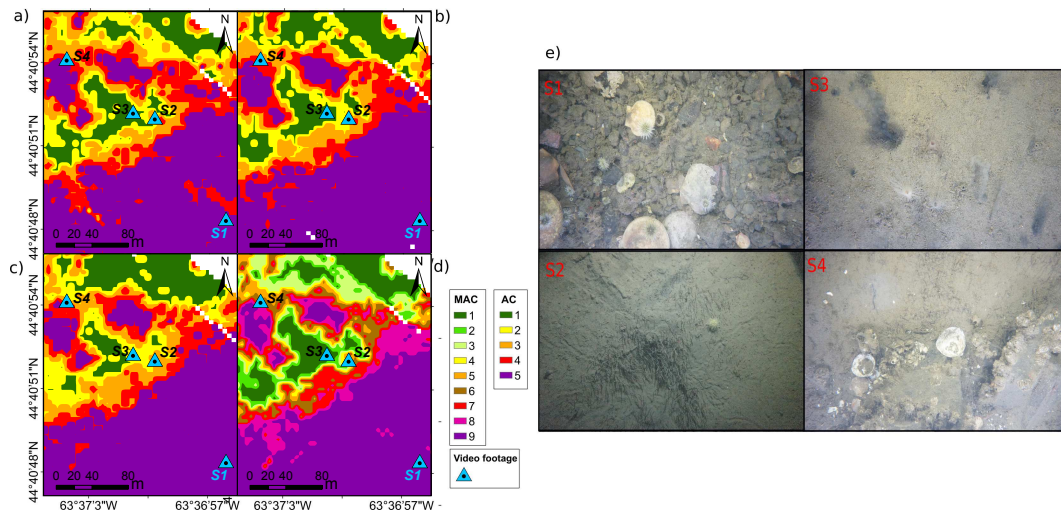 a)
b)
e)
N
N
44°40'54"N
44°40'51"N
44°40'48"N
S4
S3
S2
S1
0 20 40 80
m
S4
S3
S2
S1
0 20 40 80
m
c)
d)
N
N
44°40'54"N
44°40'51"N
44°40'48"N
S4
S3
S2
S1
0 20 40 80
m
S4
S3
S2
S1
0 20 40 80
m
63°37'3"W
63°36'57"W
63°37'3"W
63°36'57"W
MAC
1
2
3
4
5
6
7
8
9
AC
1
2
3
4
5
Video footage
S1
S3
S2
S4